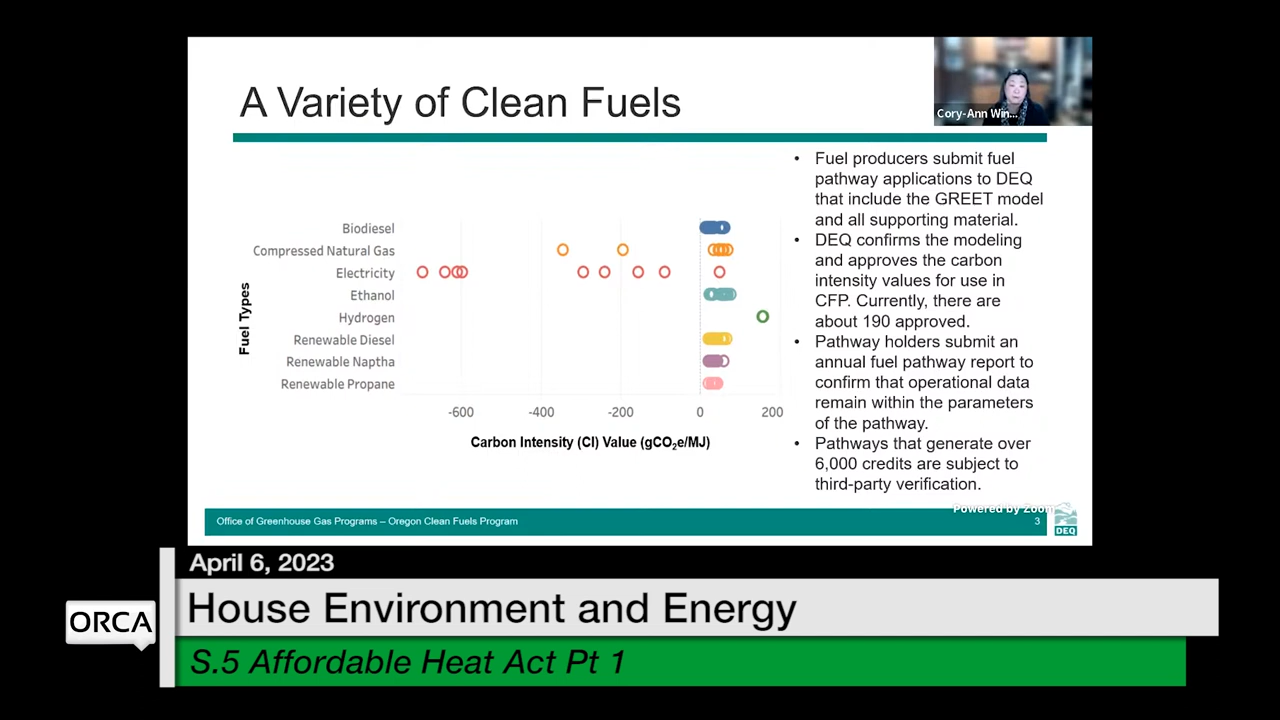 A Variety of Clean Fuels
Cory-Ann Win...
Fuel Types
Biodiesel
Compressed Natural Gas
Electricity
Ethanol
Hydrogen
Renewable Diesel
Renewable Naptha
Renewable Propane
-600 -400 -200 0 200
Carbon Intensity (CI) Value (gCO₂e/MJ)
• Fuel producers submit fuel
pathway applications to DEQ
that include the GREET model
and all supporting material.
• DEQ confirms the modeling
and approves the carbon
intensity values for use in
CFP. Currently, there are
about 190 approved.
• Pathway holders submit an
annual fuel pathway report to
confirm that operational data
remain within the parameters
of the pathway.
• Pathways that generate over
6,000 credits are subject to
third-party verification.
Powered by Zoom
Office of Greenhouse Gas Programs – Oregon Clean Fuels Program
3
DEQ
April 6, 2023
ORCA
House Environment and Energy
S.5 Affordable Heat Act Pt 1